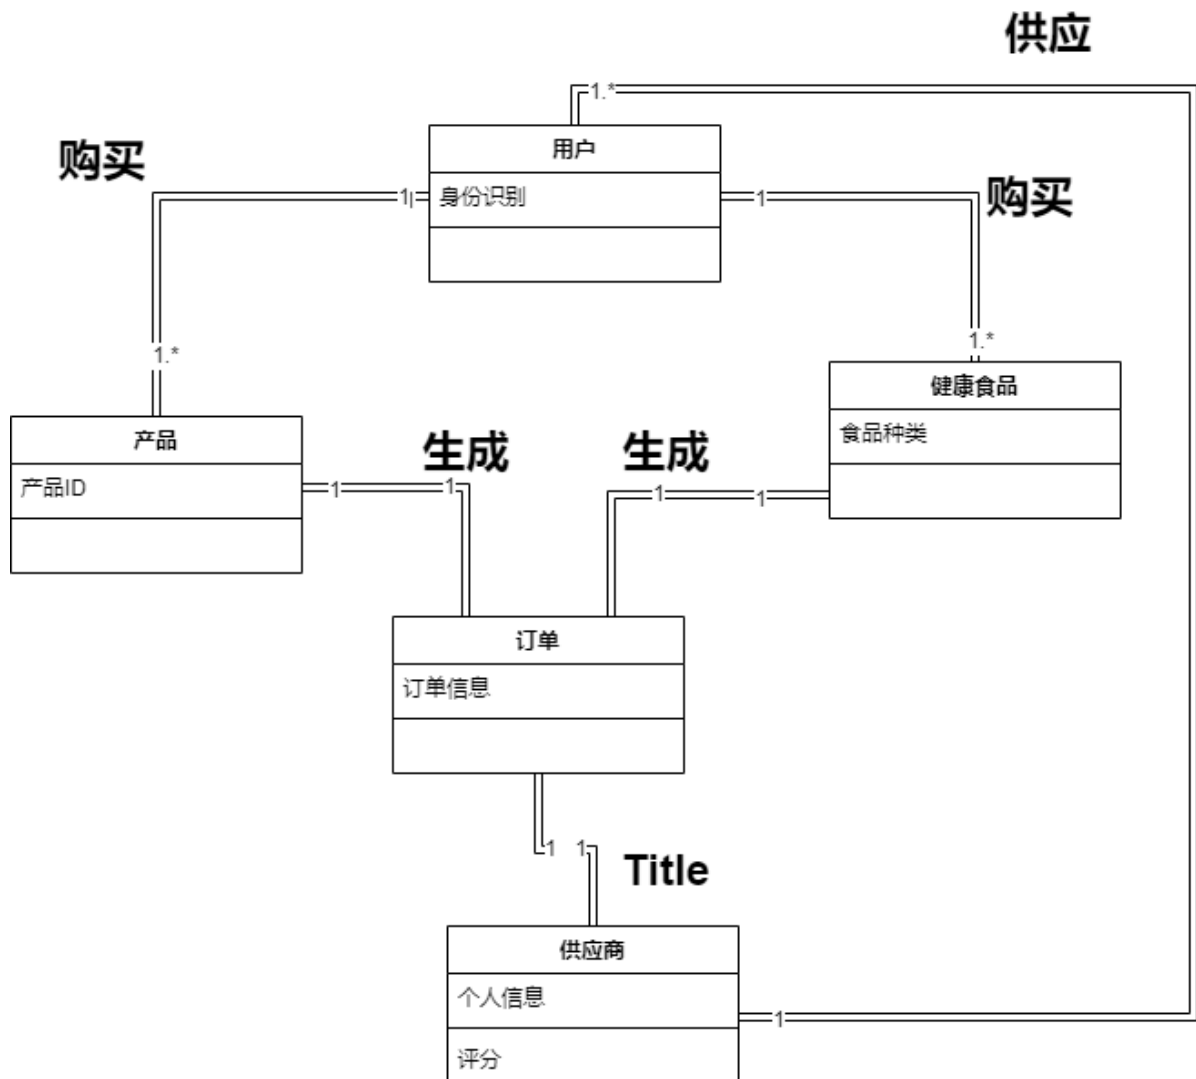 供应
1.*
用户
购买
1
身份识别
1
购买
1.*
1.*
健康食品
产品
食品种类
生成
生成
产品ID
1
1
1
1
订单
订单信息
1
1
Title
供应商
个人信息
1
评分